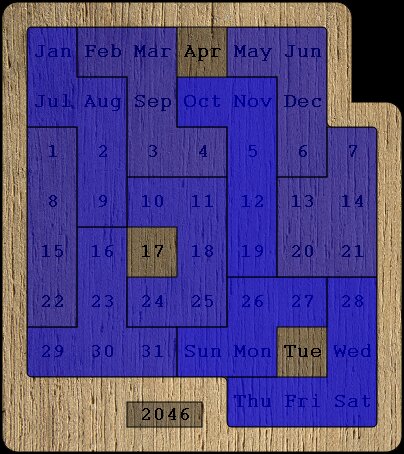 Jan Feb Mar Apr May Jun
Jul Aug Sep Oct Nov Dec
1 2 3 4 5 6 7
8 9 10 11 12 13 14
15 16 17 18 19 20 21
22 23 24 25 26 27 28
29 30 31 Sun Mon Tue Wed
Thu Fri Sat
2046